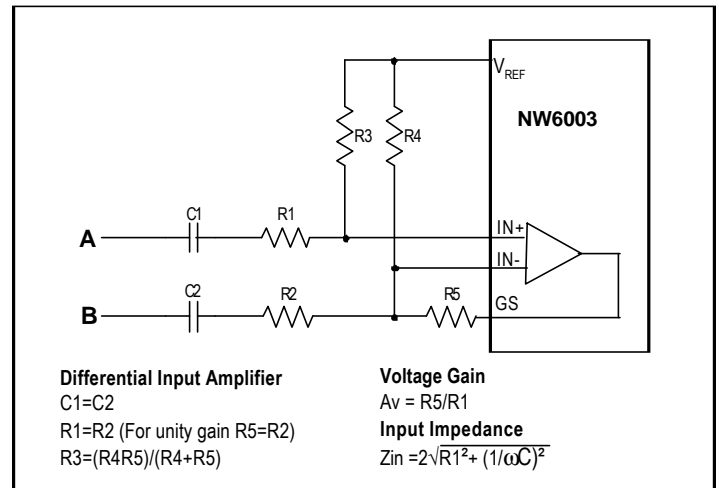 V_REF
NW6003
R3
R4
C1
R1
A
IN+
IN-
C2
R2
R5
GS
B
Differential Input Amplifier
C1=C2
R1=R2 (For unity gain R5=R2)
R3=(R4R5)/(R4+R5)
Voltage Gain
Av = R5/R1
Input Impedance
Zin =2√R1²+ (1/ωC)²